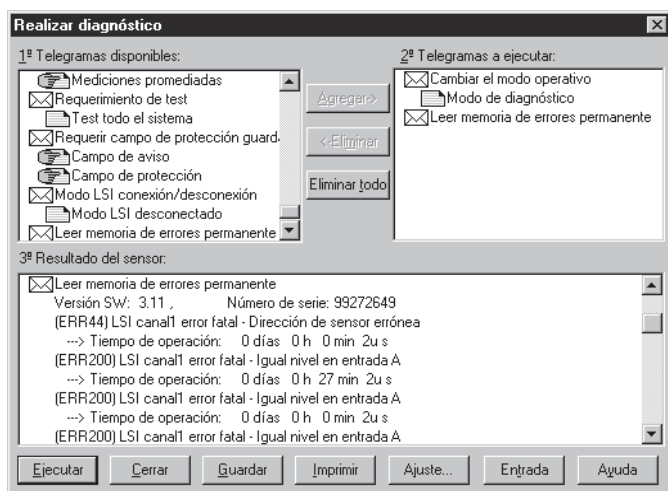 Realizar diagnóstico
1º Telegramas disponibles:
Mediciones promediadas
Requerimiento de test
Test todo el sistema
Requerir campo de protección guard
Campo de aviso
Campo de protección
Modo LSI conexión/desconexión
Modo LSI desconectado
Leer memoria de errores permanente
Agregar->
<-Eliminar
Eliminar todo
2º Telegramas a ejecutar:
Cambiar el modo operativo
Modo de diagnóstico
Leer memoria de errores permanente
3º Resultado del sensor:
Leer memoria de errores permanente
Versión SW: 3.11 , Número de serie: 99272649
(ERR44) LSI canal1 error fatal - Dirección de sensor errónea
---> Tiempo de operación: 0 días 0 h 0 min 2u s
(ERR200) LSI canal1 error fatal - Igual nivel en entrada A
---> Tiempo de operación: 0 días 0 h 27 min 2u s
(ERR200) LSI canal1 error fatal - Igual nivel en entrada A
---> Tiempo de operación: 0 días 0 h 0 min 2u s
(ERR200) LSI canal1 error fatal - Igual nivel en entrada A
Ejecutar Cerrar Guardar Imprimir Ajuste... Entrada Ayuda